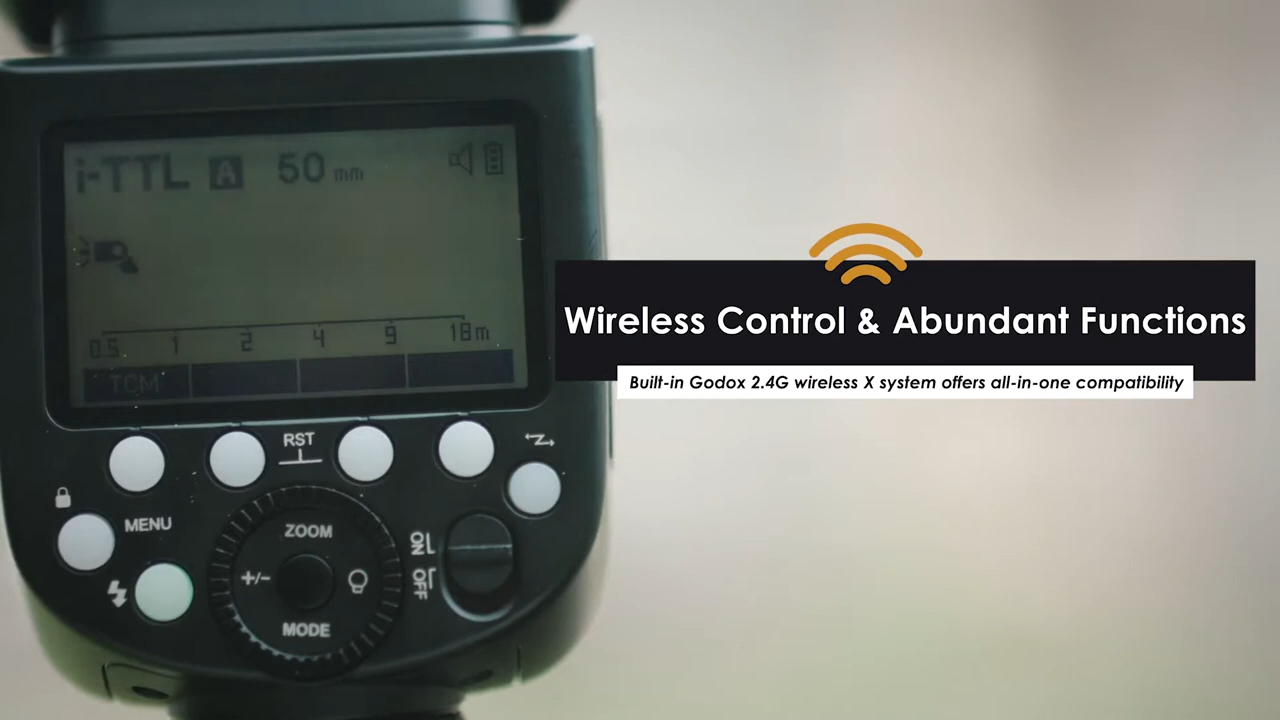 i-TTL A 50 mm
0.5 1 2 4 9 18m
TCM
Wireless Control & Abundant Functions
Built-in Godox 2.4G wireless X system offers all-in-one compatibility
RST
MENU
ZOOM
+/-
MODE
ON
OFF